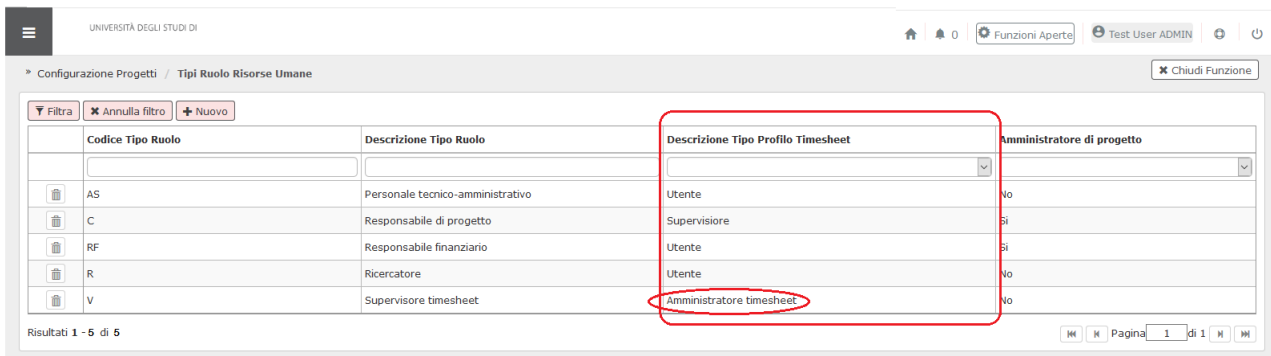 UNIVERSITÀ DEGLI STUDI DI
0 Funzioni Aperte Test User ADMIN
» Configurazione Progetti / Tipi Ruolo Risorse Umane
Chiudi Funzione
Filtra Annulla filtro Nuovo
Codice Tipo Ruolo Descrizione Tipo Ruolo Descrizione Tipo Profilo Timesheet Amministratore di progetto
AS Personale tecnico-amministrativo Utente No
C Responsabile di progetto Supervisiore Si
RF Responsabile finanziario Utente Si
R Ricercatore Utente No
V Supervisore timesheet Amministratore timesheet No
Risultati 1 - 5 di 5 Pagina 1 di 1